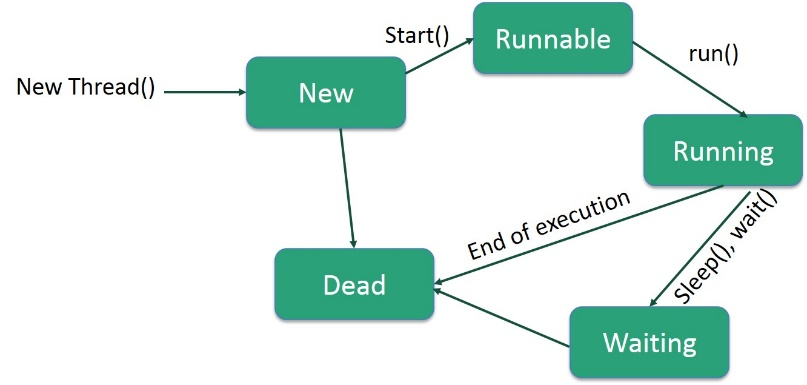 Start()
Runnable
run()
New Thread()
New
Running
End of execution
Sleep(), wait()
Dead
Waiting